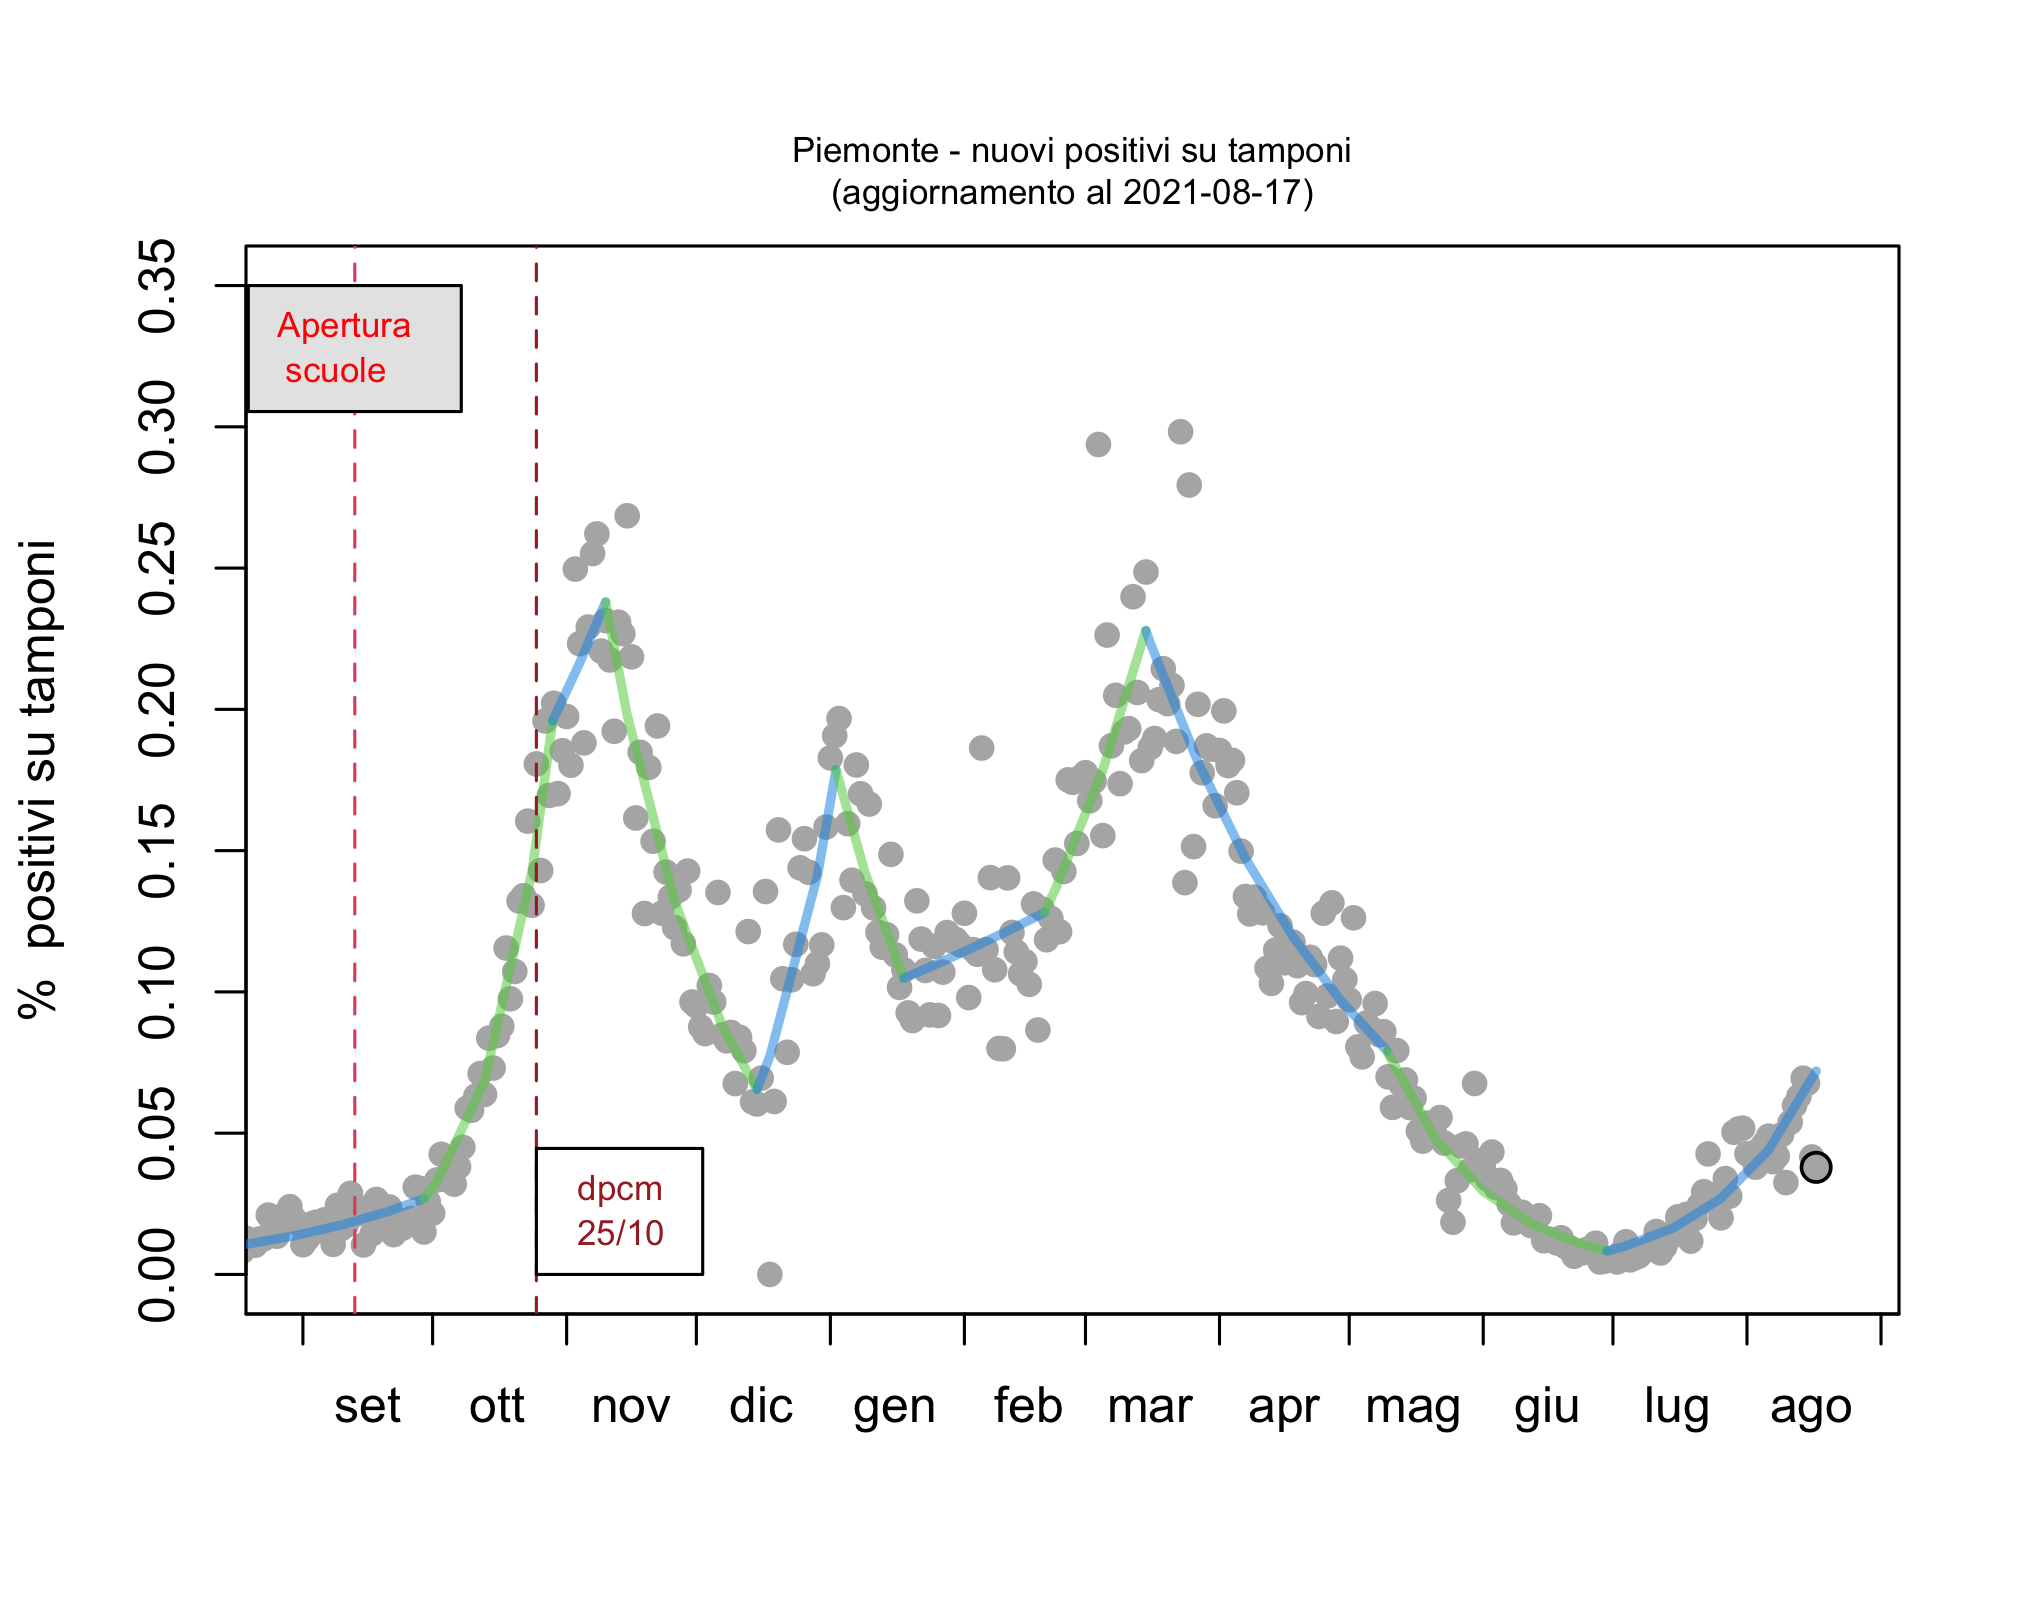 Piemonte - nuovi positivi su tamponi
(aggiornamento al 2021-08-17)
% positivi su tamponi
0.35
0.30
0.25
0.20
0.15
0.10
0.05
0.00
Apertura
scuole
dpcm
25/10
set ott nov dic gen feb mar apr mag giu lug ago